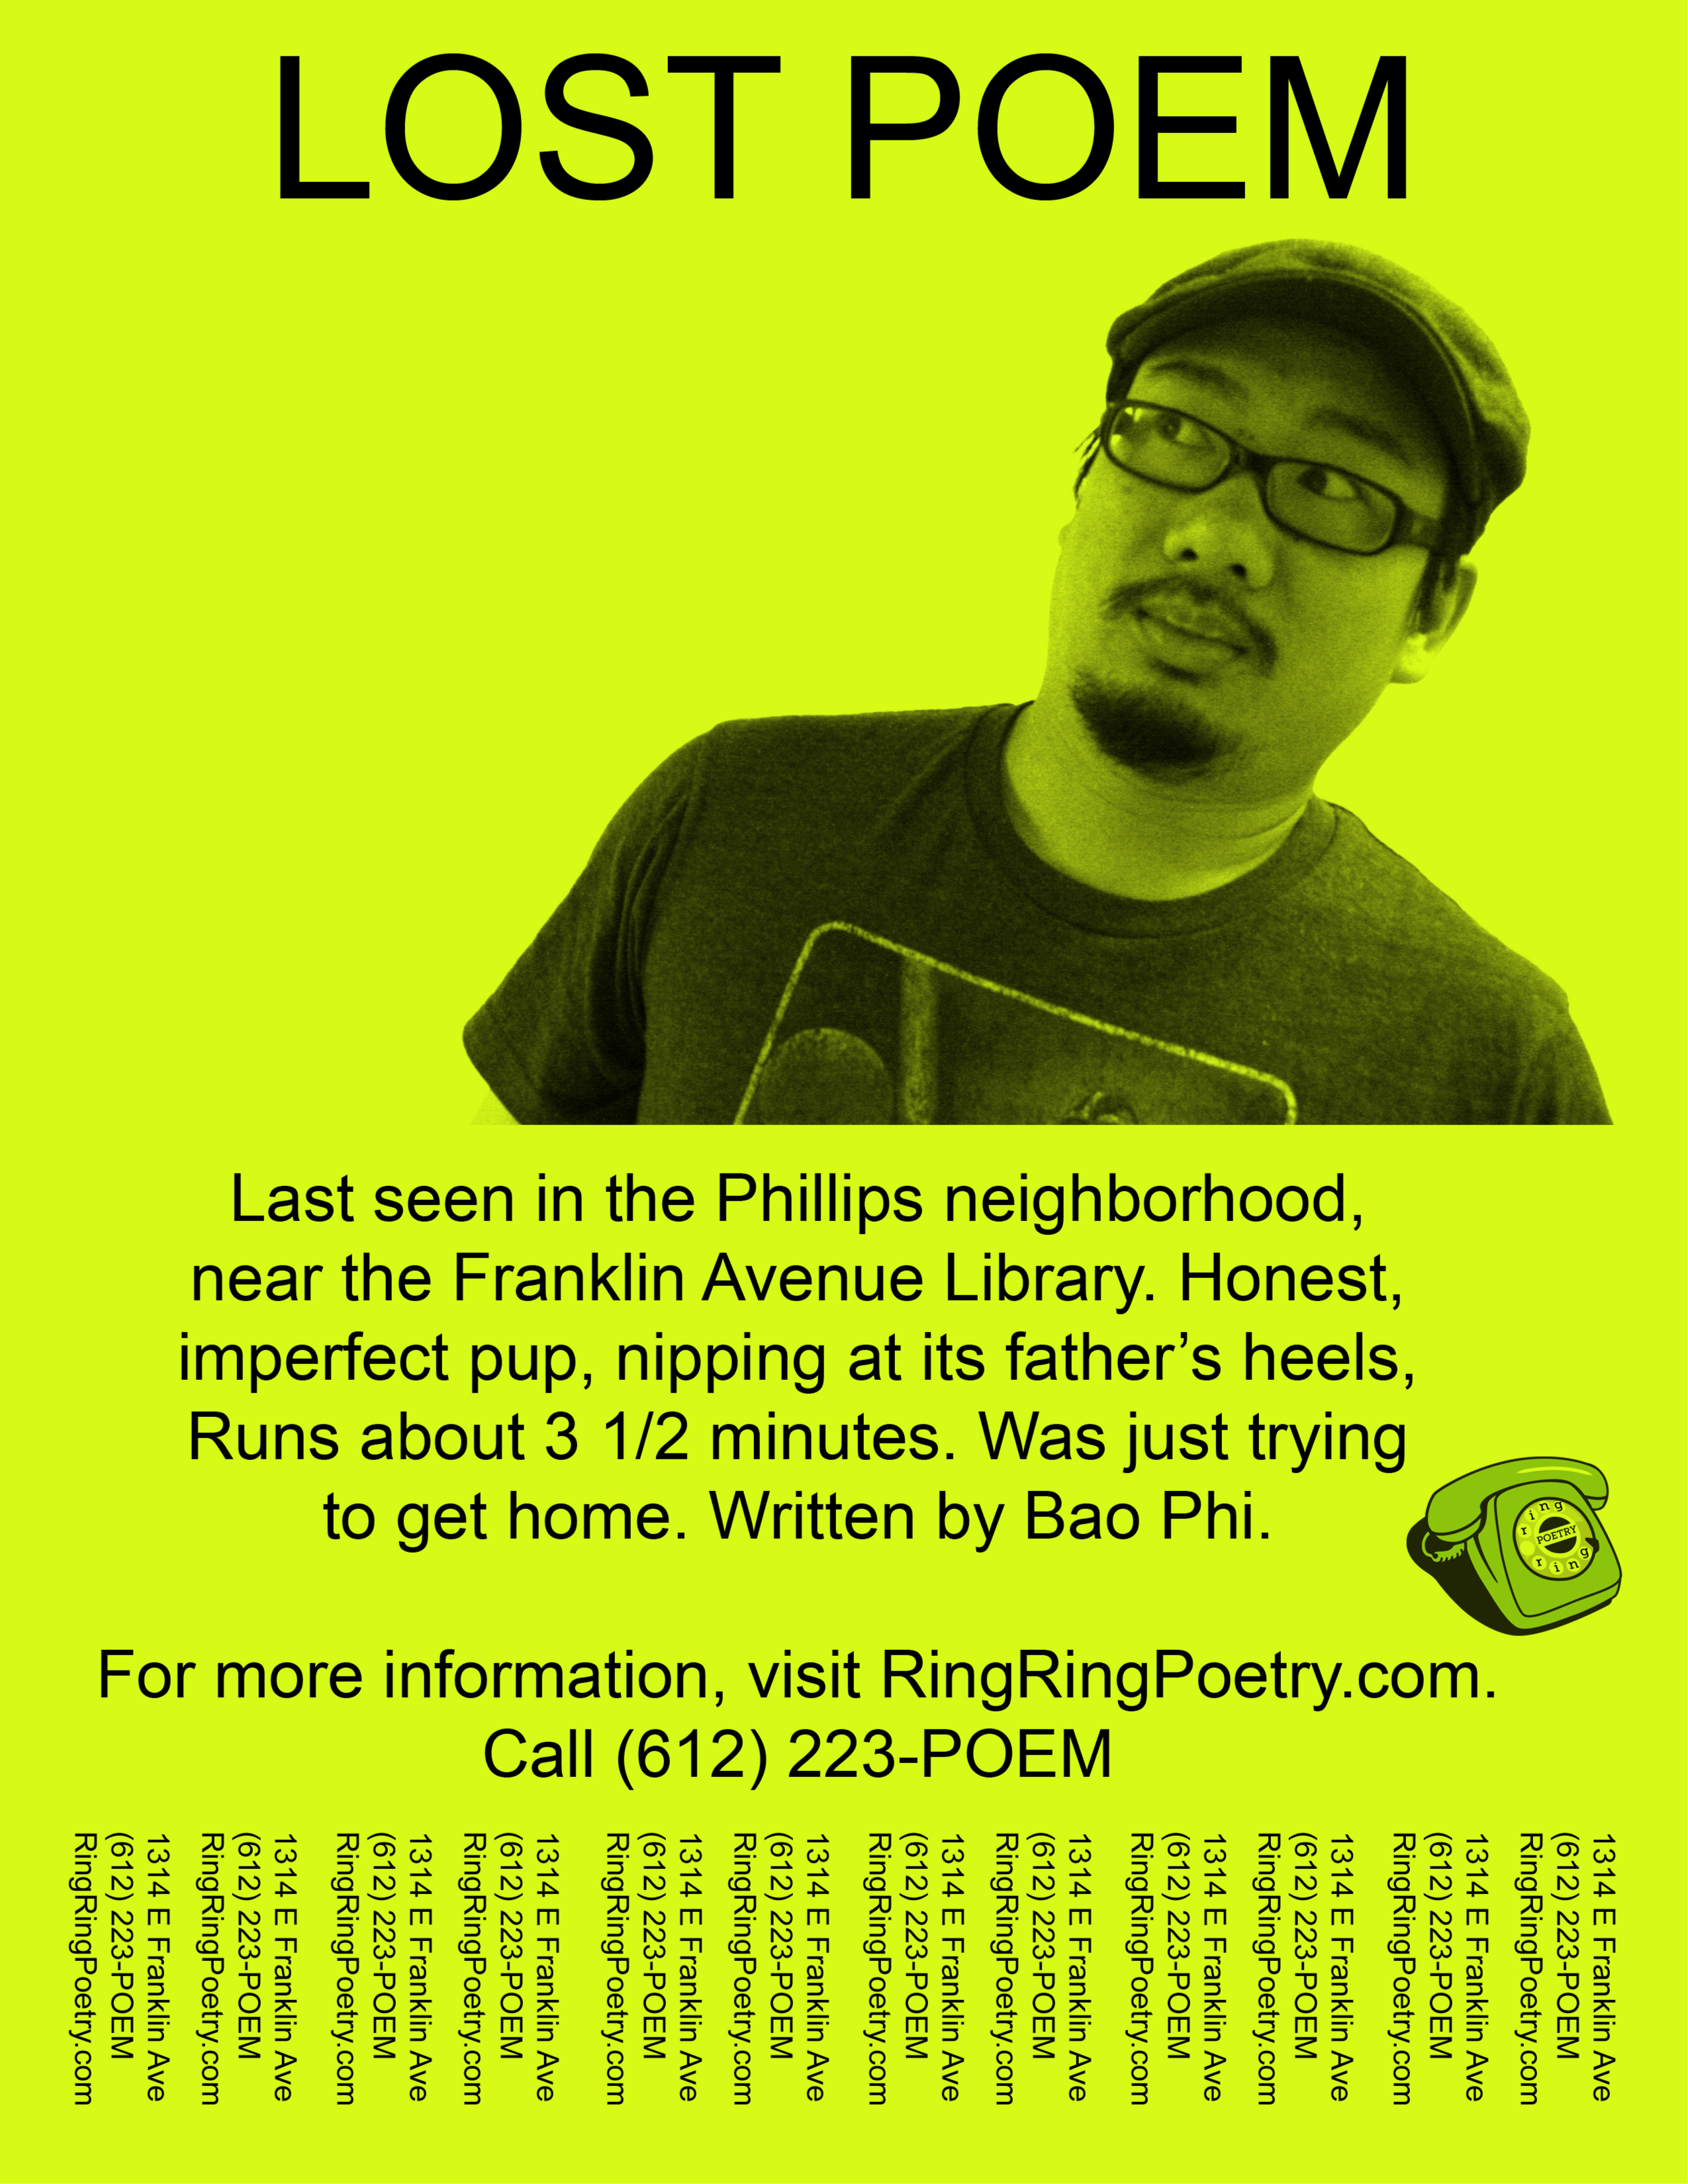 LOST POEM
Last seen in the Phillips neighborhood,
near the Franklin Avenue Library. Honest,
imperfect pup, nipping at its father’s heels,
Runs about 3 1/2 minutes. Was just trying
to get home. Written by Bao Phi.
ring
POETRY
ring
For more information, visit RingRingPoetry.com.
Call (612) 223-POEM
1314 E Franklin Ave
(612) 223-POEM
RingRingPoetry.com
1314 E Franklin Ave
(612) 223-POEM
RingRingPoetry.com
1314 E Franklin Ave
(612) 223-POEM
RingRingPoetry.com
1314 E Franklin Ave
(612) 223-POEM
RingRingPoetry.com
1314 E Franklin Ave
(612) 223-POEM
RingRingPoetry.com
1314 E Franklin Ave
(612) 223-POEM
RingRingPoetry.com
1314 E Franklin Ave
(612) 223-POEM
RingRingPoetry.com
1314 E Franklin Ave
(612) 223-POEM
RingRingPoetry.com
1314 E Franklin Ave
(612) 223-POEM
RingRingPoetry.com
1314 E Franklin Ave
(612) 223-POEM
RingRingPoetry.com
1314 E Franklin Ave
(612) 223-POEM
RingRingPoetry.com
1314 E Franklin Ave
(612) 223-POEM
RingRingPoetry.com